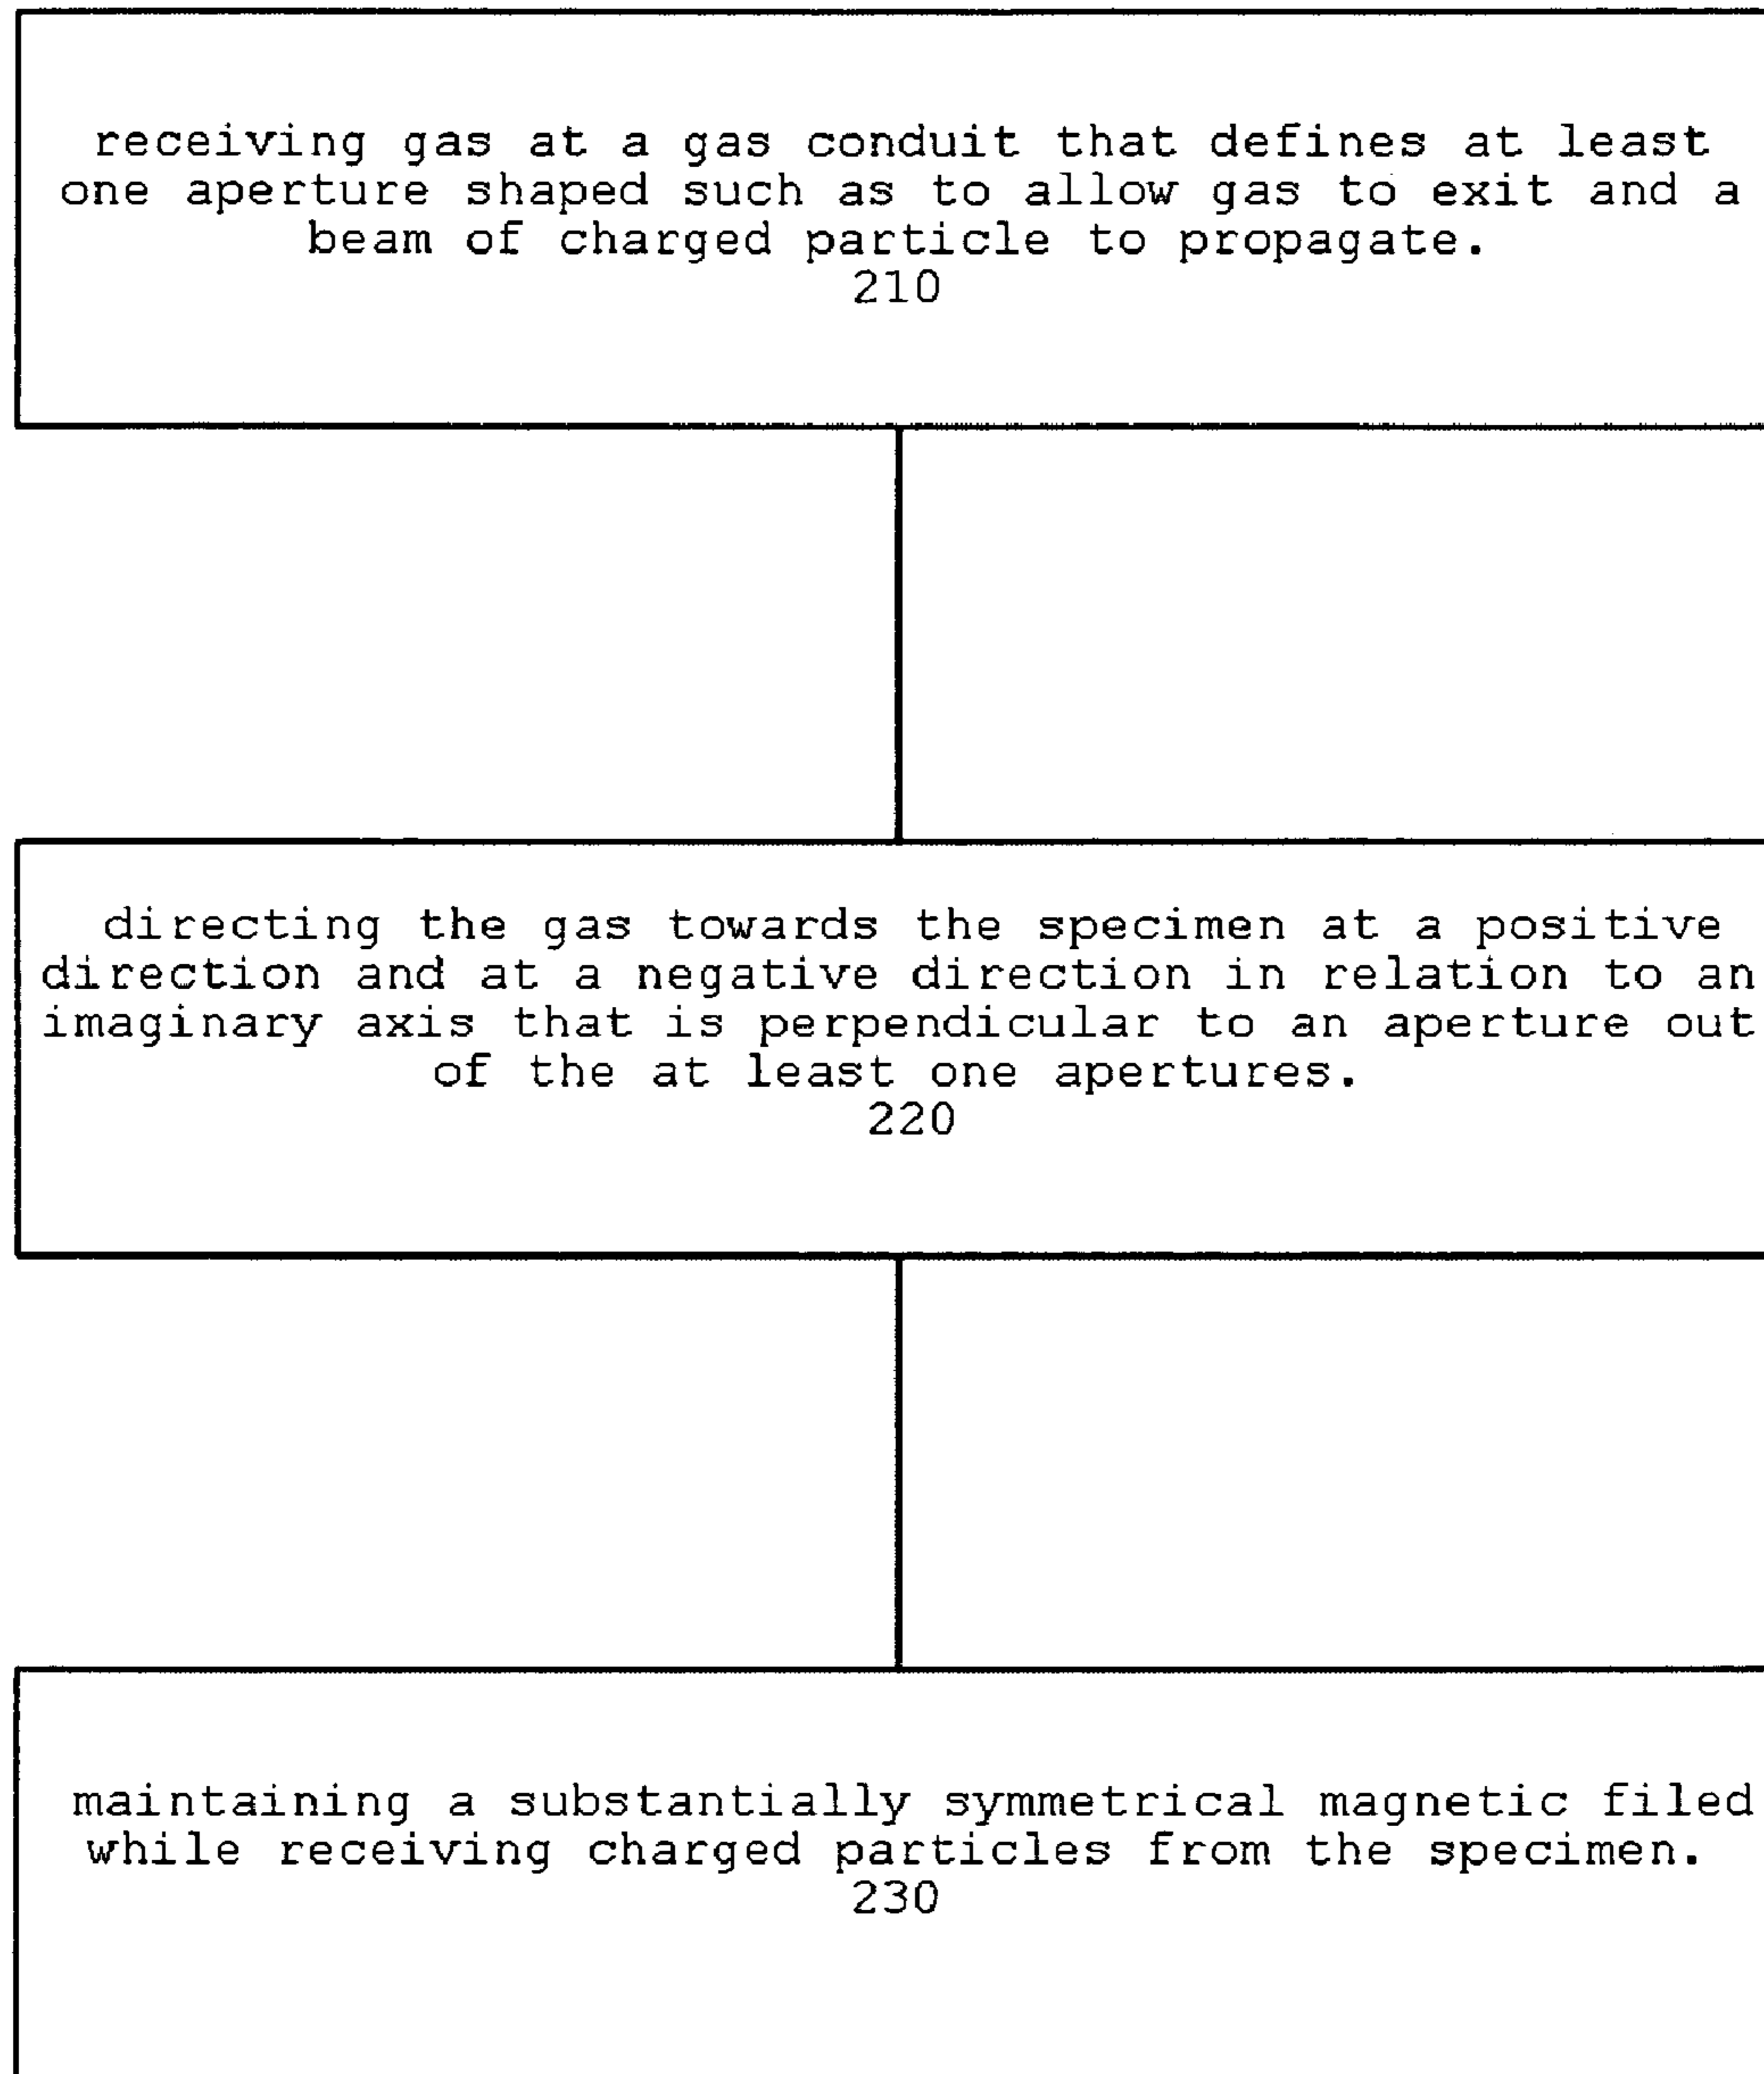 receiving gas at a gas conduit that defines at least
one aperture shaped such as to allow gas to exit and a
beam of charged particle to propagate.
210
directing the gas towards the specimen at a positive
direction and at a negative direction in relation to an
imaginary axis that is perpendicular to an aperture out
of the at least one apertures.
220
maintaining a substantially symmetrical magnetic filed
while receiving charged particles from the specimen.
230